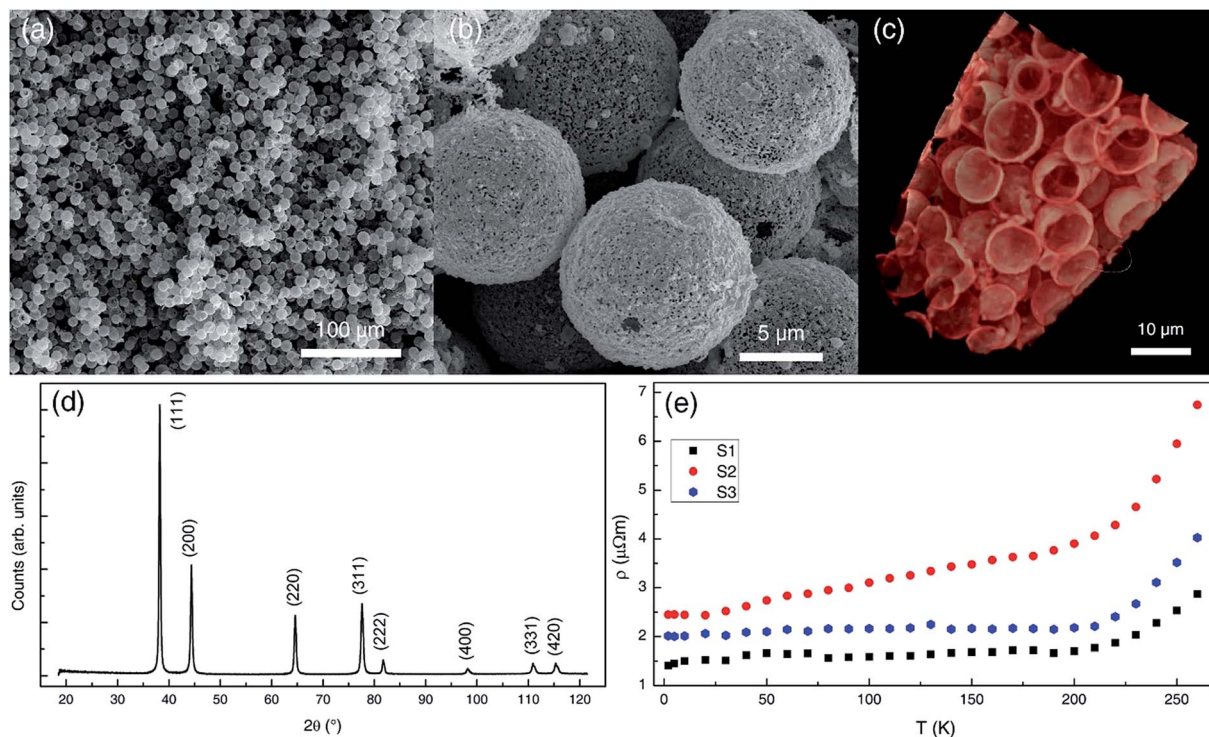 (a)
100 µm
(b)
5 µm
(c)
10 µm
(d)
Counts (arb. units)
(111)
(200)
(220)
(311)
(222)
(400)
(331)
(420)
20 30 40 50 60 70 80 90 100 110 120
2θ (°)
(e)
ρ (µΩm)
7
6
5
4
3
2
1
S1
S2
S3
0 50 100 150 200 250
T (K)